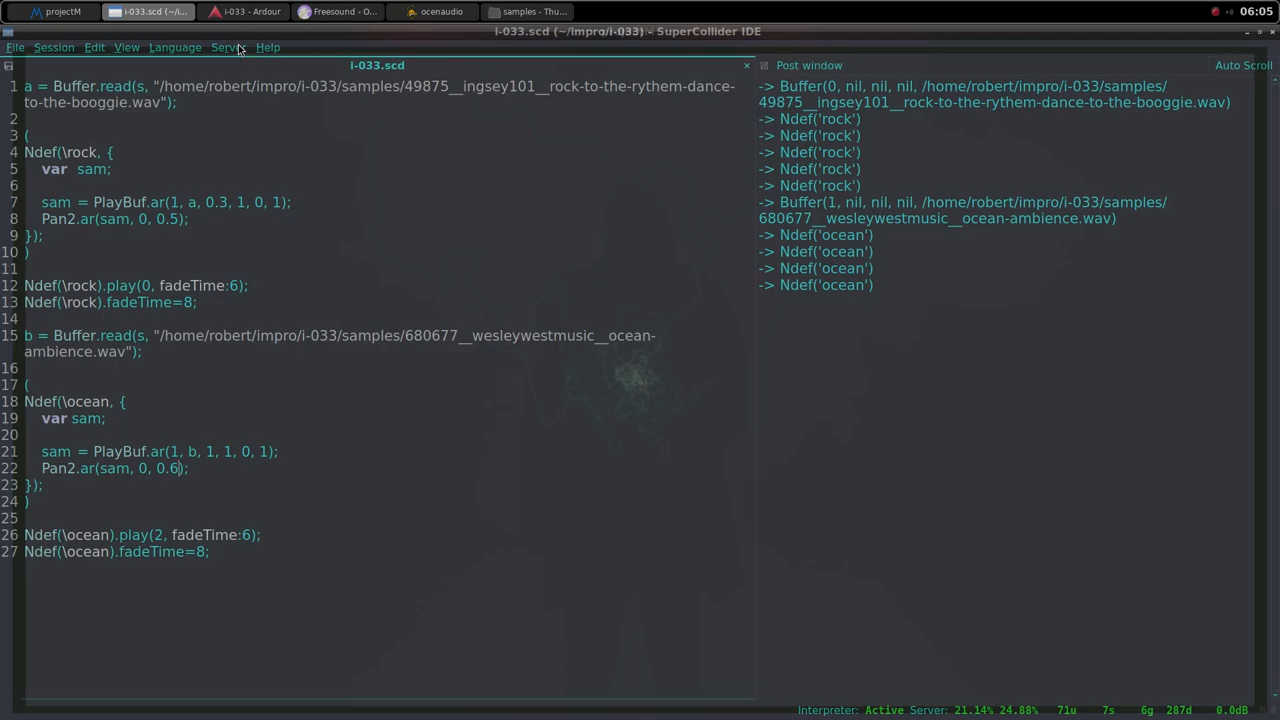 projectM
i-033.scd (~/i...
i-033 - Ardour
Freesound - O...
ocenaudio
samples - Thu...
06:05
i-033.scd (~/impro/i-033) - SuperCollider IDE
File Session Edit View Language Server Help
i-033.scd
1 a = Buffer.read(s, "/home/robert/impro/i-033/samples/49875__ingsey101__rock-to-the-rythem-dance-
to-the-booggie.wav");
2
3 (
4 Ndef(\rock, {
5 var sam;
6
7 sam = PlayBuf.ar(1, a, 0.3, 1, 0, 1);
8 Pan2.ar(sam, 0, 0.5);
9 });
10 )
11
12 Ndef(\rock).play(0, fadeTime:6);
13 Ndef(\rock).fadeTime=8;
14
15 b = Buffer.read(s, "/home/robert/impro/i-033/samples/680677__wesleywestmusic__ocean-
ambience.wav");
16
17 (
18 Ndef(\ocean, {
19 var sam;
20
21 sam = PlayBuf.ar(1, b, 1, 1, 0, 1);
22 Pan2.ar(sam, 0, 0.6);
23 });
24 )
25
26 Ndef(\ocean).play(2, fadeTime:6);
27 Ndef(\ocean).fadeTime=8;
Post window
Auto Scroll
-> Buffer(0, nil, nil, nil, /home/robert/impro/i-033/samples/
49875__ingsey101__rock-to-the-rythem-dance-to-the-booggie.wav)
-> Ndef('rock')
-> Ndef('rock')
-> Ndef('rock')
-> Ndef('rock')
-> Ndef('rock')
-> Buffer(1, nil, nil, nil, /home/robert/impro/i-033/samples/
680677__wesleywestmusic__ocean-ambience.wav)
-> Ndef('ocean')
-> Ndef('ocean')
-> Ndef('ocean')
-> Ndef('ocean')
Interpreter: Active Server: 21.14% 24.88% 71u 7s 6g 287d 0.0dB